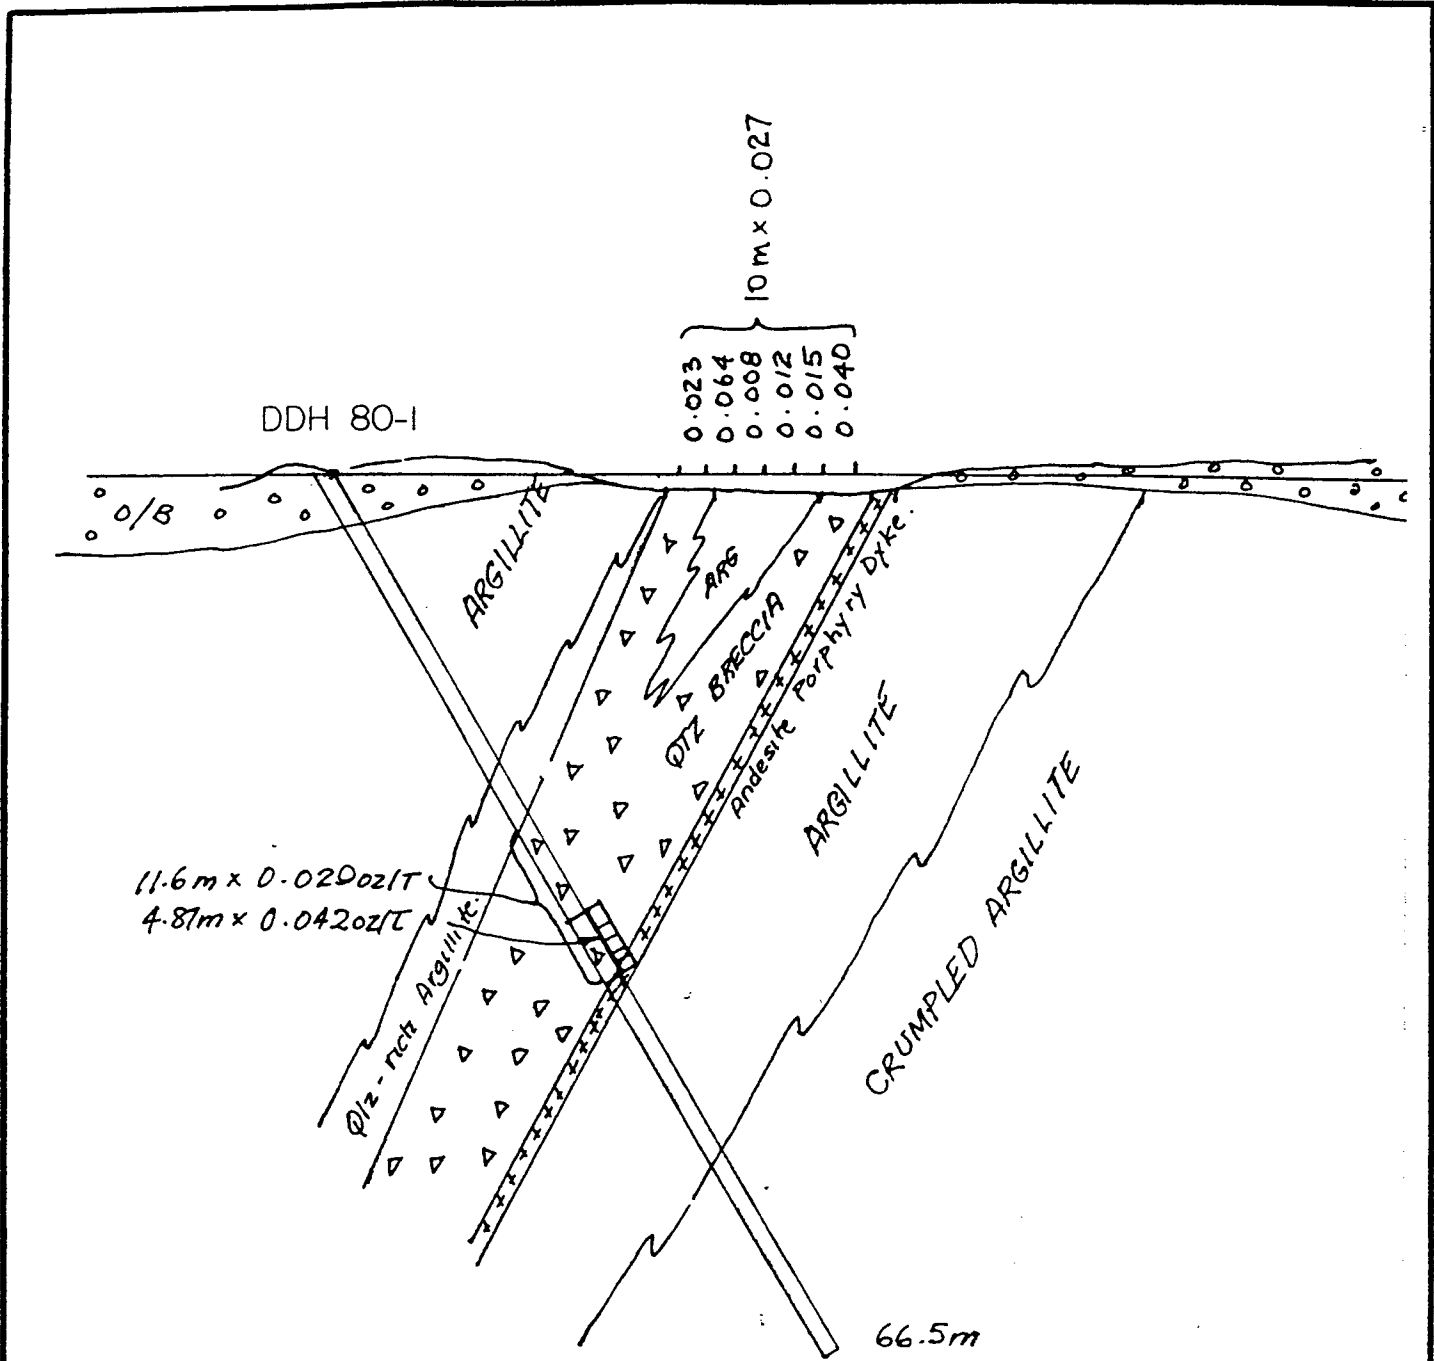 10m x 0.027
0.023
0.064
0.008
0.012
0.015
0.040
DDH 80-1
O/B
ARGILLITE
ARG
QTZ BRECCIA
Andesite Porphyry Dyke.
ARGILLITE
CRUMPLED ARGILLITE
11.6m x 0.020oz/T
4.87m x 0.042oz/T
Qtz-rich Argillite.
66.5m